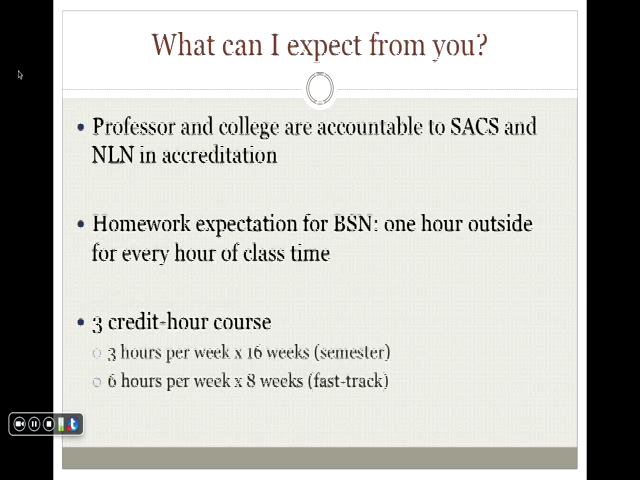 What can I expect from you?
Professor and college are accountable to SACS and
NLN in accreditation
Homework expectation for BSN: one hour outside
for every hour of class time
3 credit-hour course
3 hours per week x 16 weeks (semester)
6 hours per week x 8 weeks (fast-track)